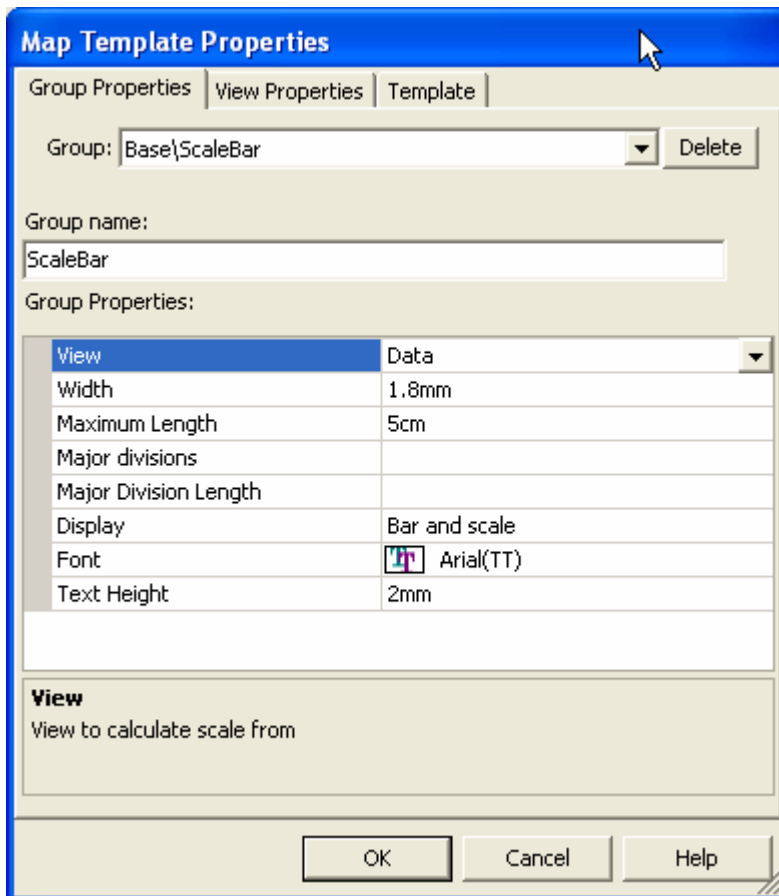 Map Template Properties
Group Properties View Properties Template
Group: Base\ScaleBar Delete
Group name:
ScaleBar
Group Properties:
View Data
Width 1.8mm
Maximum Length 5cm
Major divisions
Major Division Length
Display Bar and scale
Font Arial(TT)
Text Height 2mm
View
View to calculate scale from
OK Cancel Help